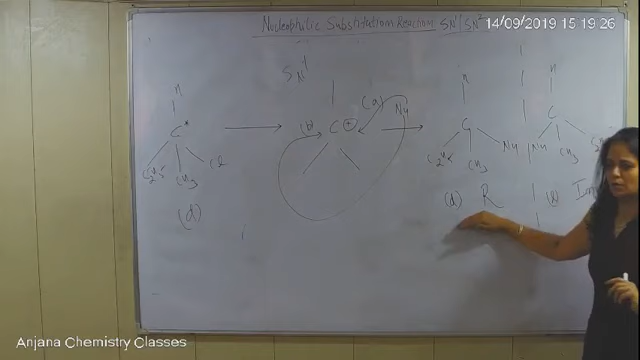 Nucleophilic Substitution Reaction SN1 | SN2
14/09/2019 15:19:26
SN1
H
C*
C2H5
CH3
Cl
(d)
(a)
(b)
C+
Nu
H
C
C2H5
CH3
Nu
(d) R
H
C
Nu
CH3
Anjana Chemistry Classes